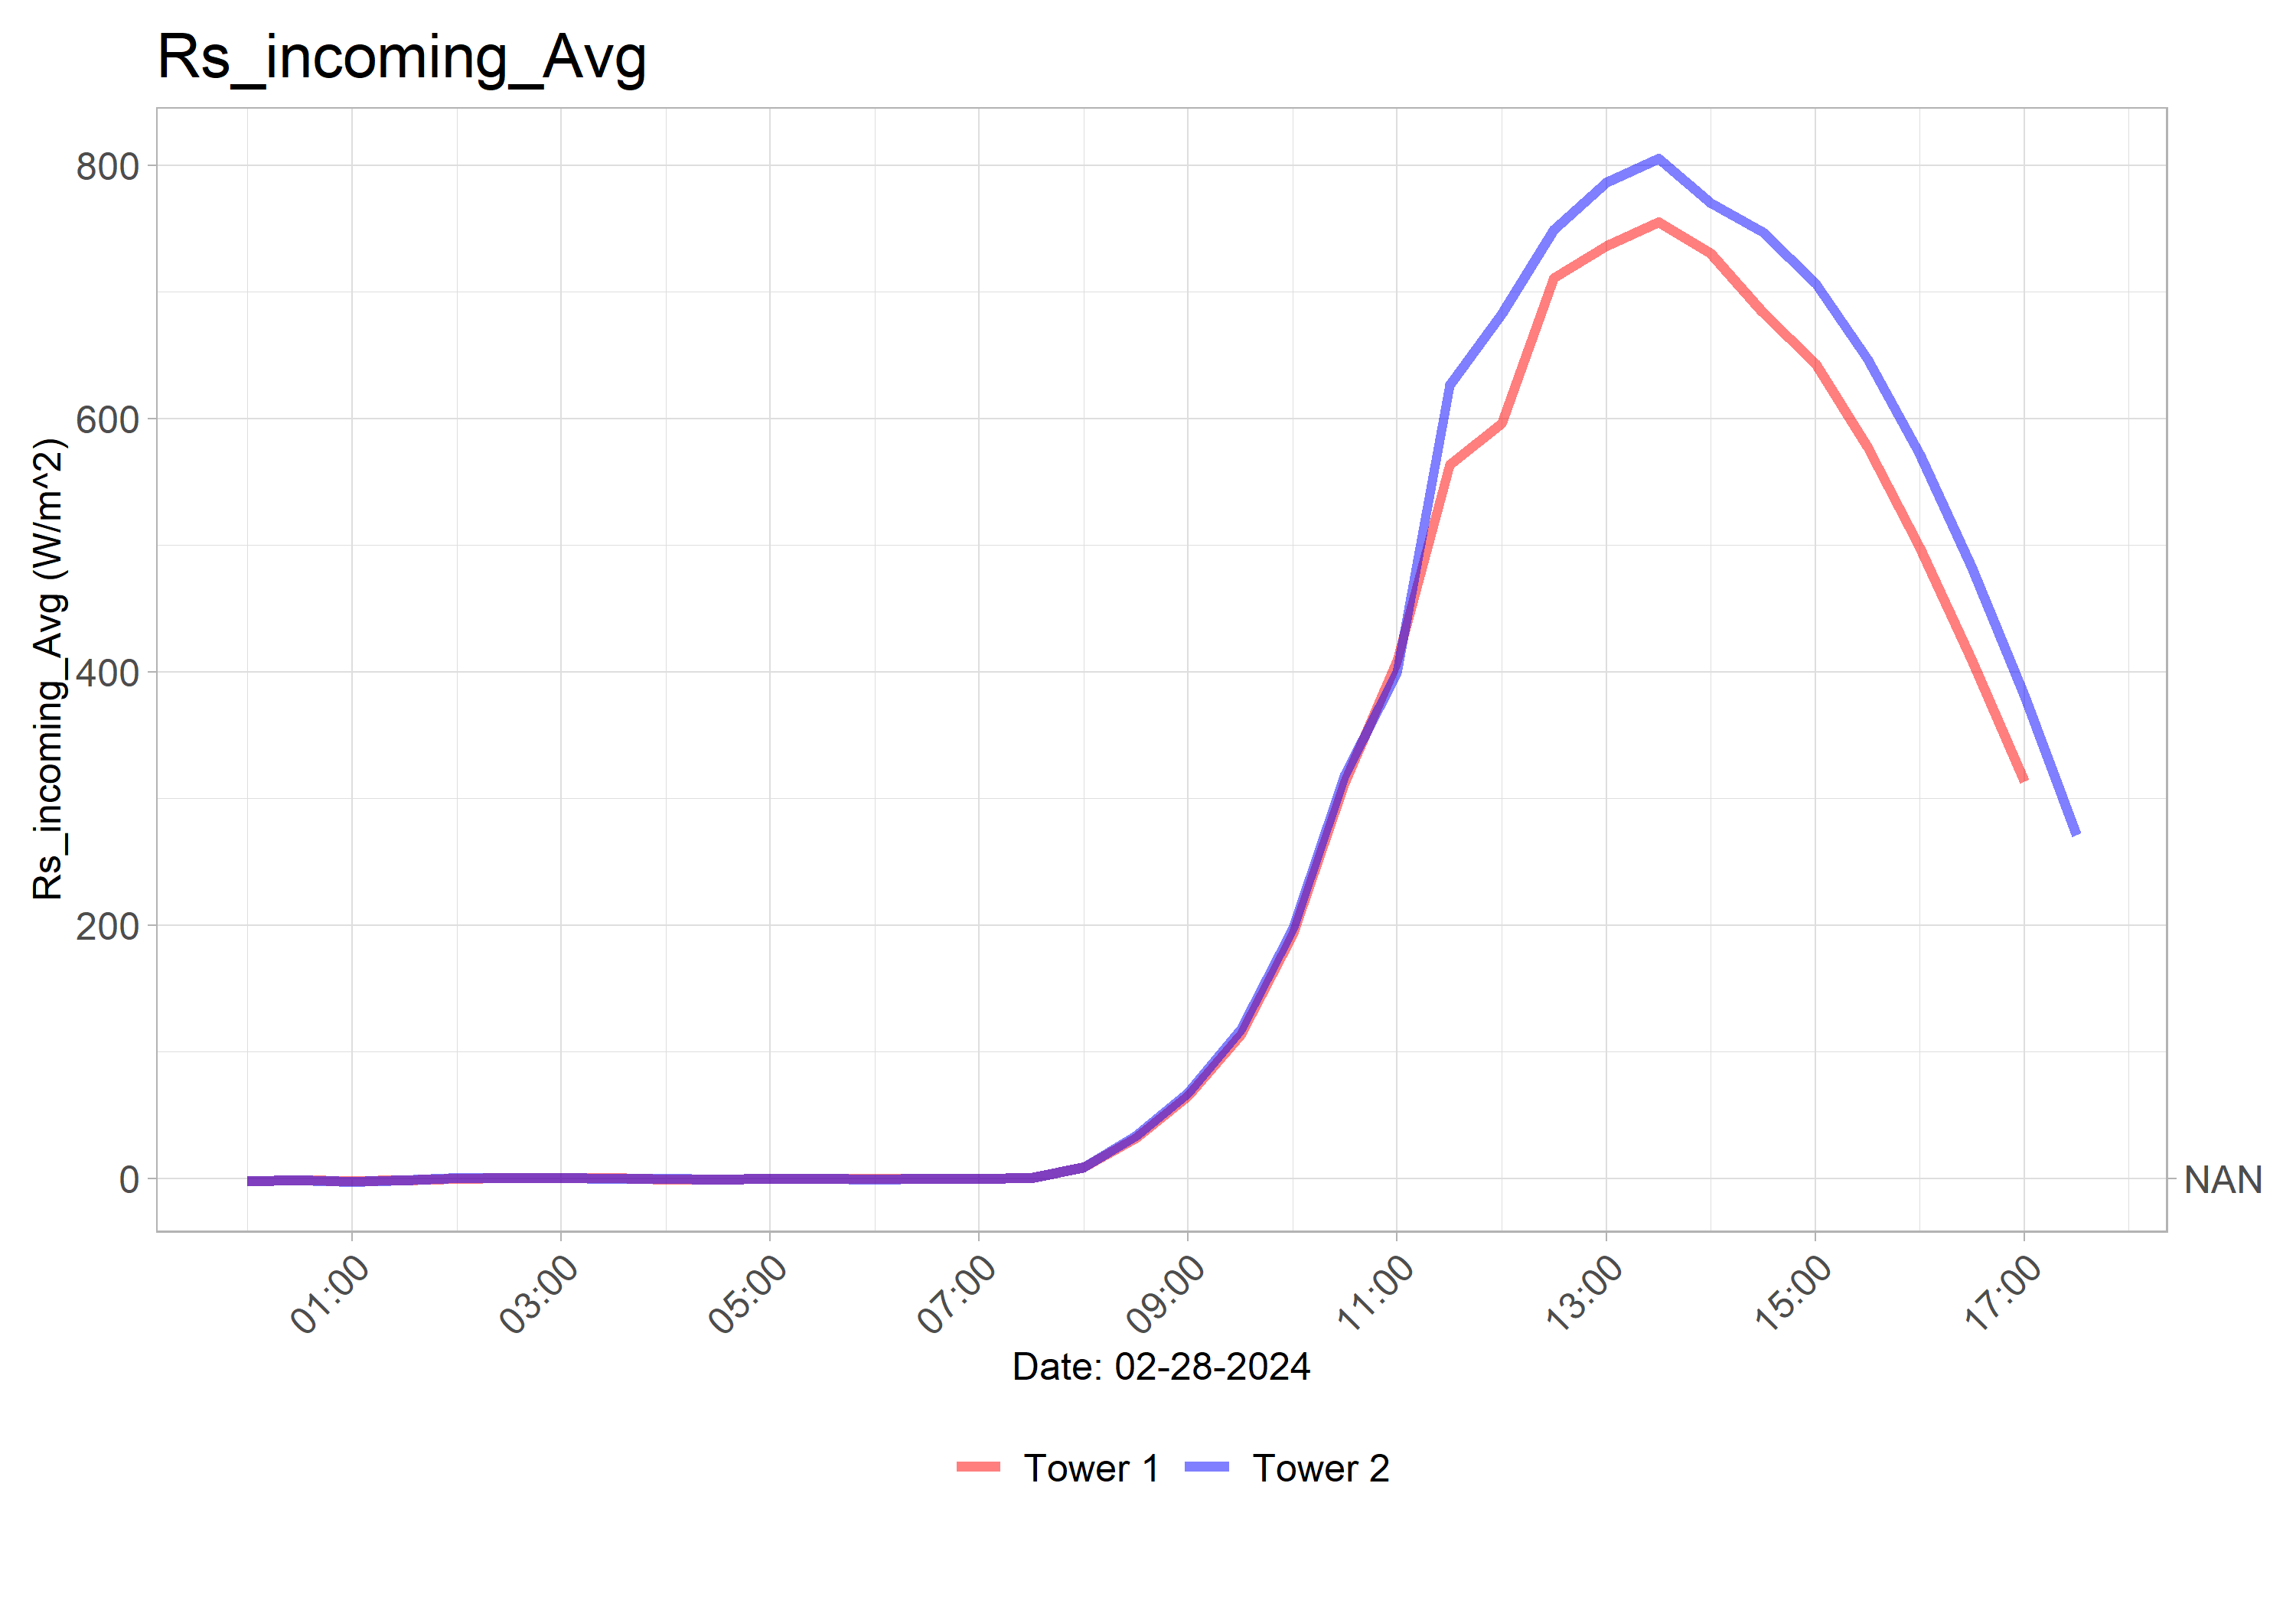 Rs_incoming_Avg
Rs_incoming_Avg (W/m^2)
800
600
400
200
0
NAN
01:00
03:00
05:00
07:00
09:00
11:00
13:00
15:00
17:00
Date: 02-28-2024
Tower 1
Tower 2